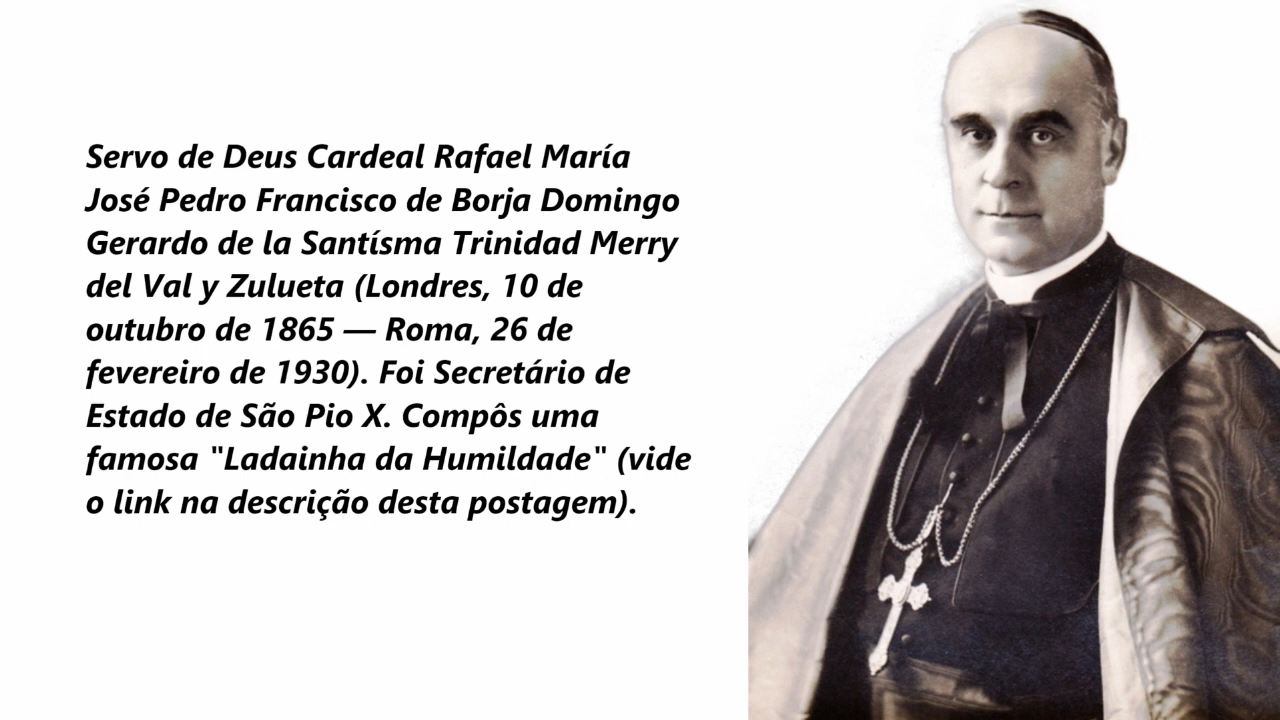 Servo de Deus Cardeal Rafael María
José Pedro Francisco de Borja Domingo
Gerardo de la Santísma Trinidad Merry
del Val y Zulueta (Londres, 10 de
outubro de 1865 — Roma, 26 de
fevereiro de 1930). Foi Secretário de
Estado de São Pio X. Compôs uma
famosa "Ladainha da Humildade" (vide
o link na descrição desta postagem).